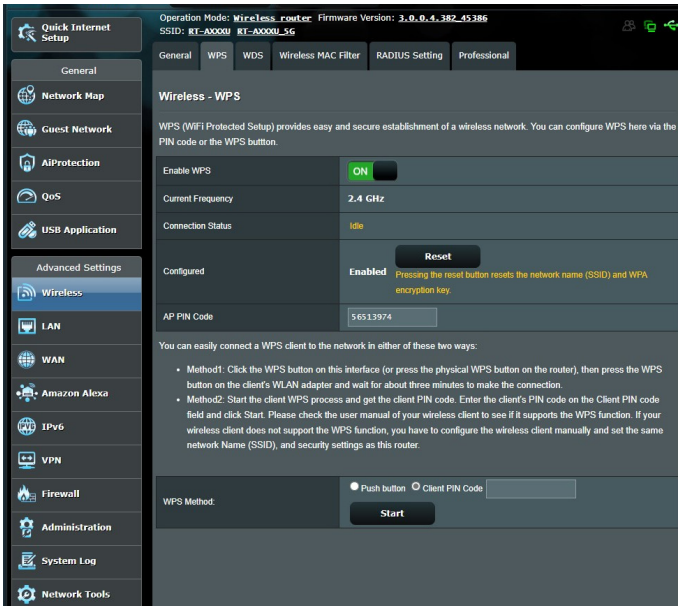 Quick Internet
Setup
Operation Mode: Wireless router Firmware Version: 3.0.0.4.382_45386
SSID: RT-AXXXU RT-AXXXU_5G
General WPS WDS Wireless MAC Filter RADIUS Setting Professional
General
Network Map
Guest Network
AiProtection
QoS
USB Application
Advanced Settings
Wireless
LAN
WAN
Amazon Alexa
IPv6
VPN
Firewall
Administration
System Log
Network Tools
Wireless - WPS
WPS (WiFi Protected Setup) provides easy and secure establishment of a wireless network. You can configure WPS here via the
PIN code or the WPS buttton.
Enable WPS ON
Current Frequency 2.4 GHz
Connection Status Idle
Configured Enabled Reset
Pressing the reset button resets the network name (SSID) and WPA
encryption key.
AP PIN Code 56513974
You can easily connect a WPS client to the network in either of these two ways:
• Method1: Click the WPS button on this interface (or press the physical WPS button on the router), then press the WPS
button on the client's WLAN adapter and wait for about three minutes to make the connection.
• Method2: Start the client WPS process and get the client PIN code. Enter the client's PIN code on the Client PIN code
field and click Start. Please check the user manual of your wireless client to see if it supports the WPS function. If your
wireless client does not support the WPS function, you have to configure the wireless client manually and set the same
network Name (SSID), and security settings as this router.
WPS Method: Push button Client PIN Code
Start